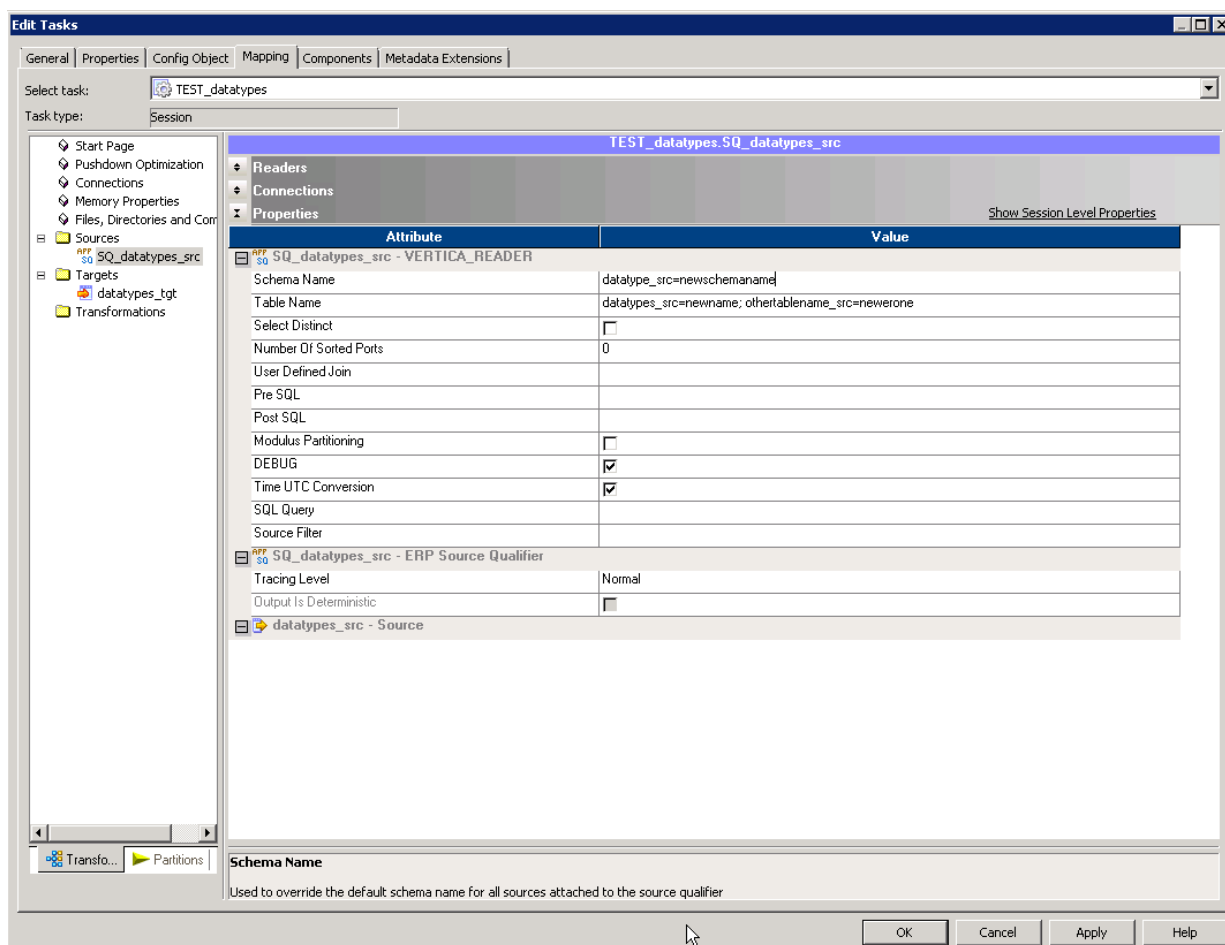 Edit Tasks
General Properties Config Object Mapping Components Metadata Extensions
Select task: TEST_datatypes
Task type: Session
Start Page
Pushdown Optimization
Connections
Memory Properties
Files, Directories and Com
Sources
APP SQ SQ_datatypes_src
Targets
datatypes_tgt
Transformations
Transfo... Partitions
TEST_datatypes.SQ_datatypes_src
Readers
Connections
Properties Show Session Level Properties
Attribute Value
APP SQ SQ_datatypes_src - VERTICA_READER
Schema Name datatype_src=newschemaname
Table Name datatypes_src=newname; othertablename_src=newerone
Select Distinct
Number Of Sorted Ports 0
User Defined Join
Pre SQL
Post SQL
Modulus Partitioning
DEBUG
Time UTC Conversion
SQL Query
Source Filter
APP SQ SQ_datatypes_src - ERP Source Qualifier
Tracing Level Normal
Output Is Deterministic
datatypes_src - Source
Schema Name
Used to override the default schema name for all sources attached to the source qualifier
OK Cancel Apply Help